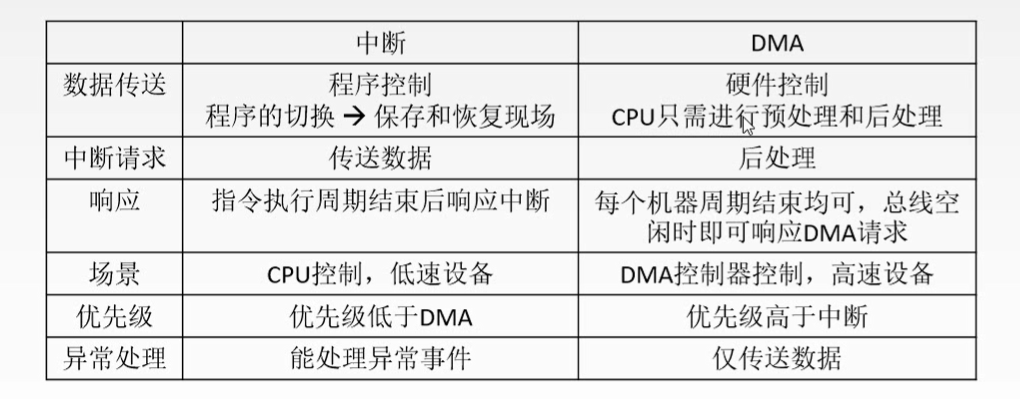 中断 DMA
数据传送 程序控制 硬件控制
程序的切换 → 保存和恢复现场 CPU只需进行预处理和后处理
中断请求 传送数据 后处理
响应 指令执行周期结束后响应中断 每个机器周期结束均可，总线空
闲时即可响应DMA请求
场景 CPU控制，低速设备 DMA控制器控制，高速设备
优先级 优先级低于DMA 优先级高于中断
异常处理 能处理异常事件 仅传送数据